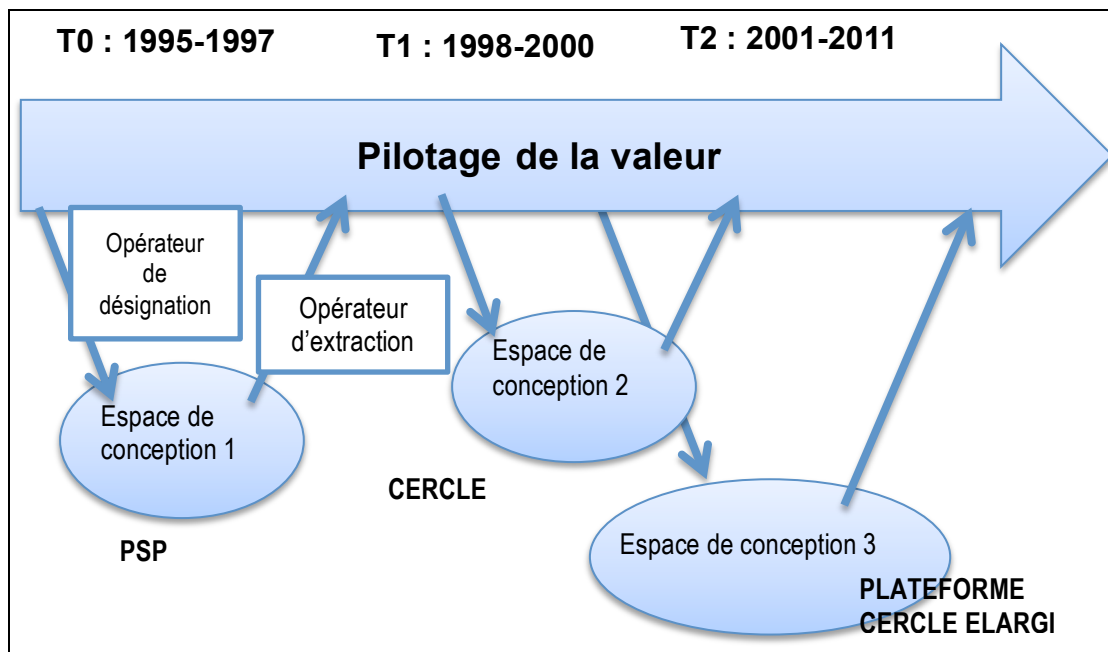 T0 : 1995-1997
T1 : 1998-2000
T2 : 2001-2011
Pilotage de la valeur
Opérateur
de
désignation
Opérateur
d’extraction
Espace de
conception 1
PSP
Espace de
conception 2
CERCLE
Espace de conception 3
PLATEFORME
CERCLE ELARGI